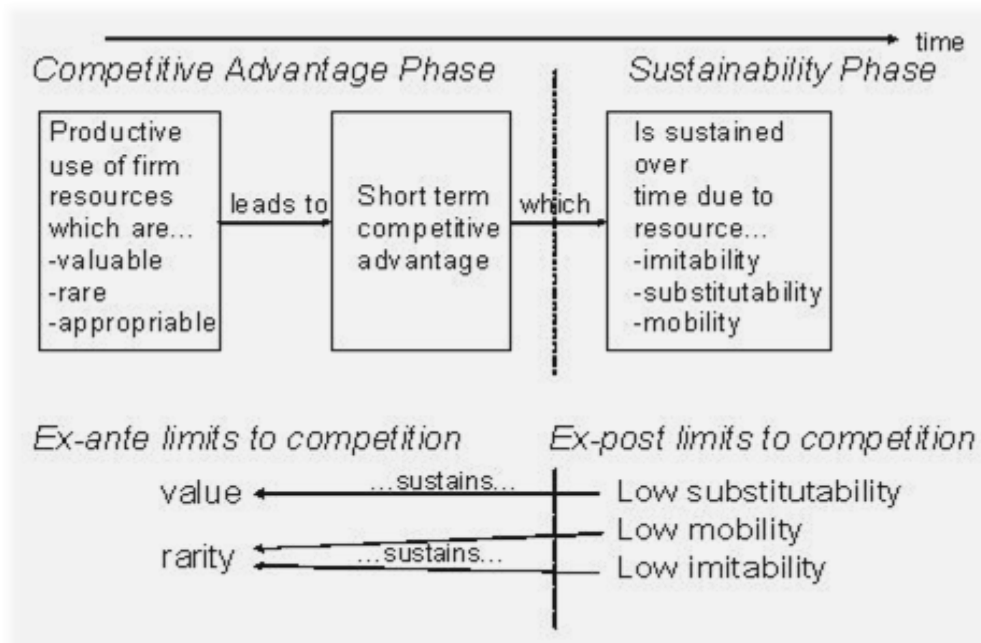 time
Competitive Advantage Phase
Sustainability Phase
Productive
use of firm
resources
which are...
-valuable
-rare
-appropriable
leads to
Short term
competitive
advantage
which
Is sustained
over
time due to
resource...
-imitability
-substitutability
-mobility
Ex-ante limits to competition
Ex-post limits to competition
value
...sustains...
Low substitutability
Low mobility
rarity
...sustains...
Low imitability